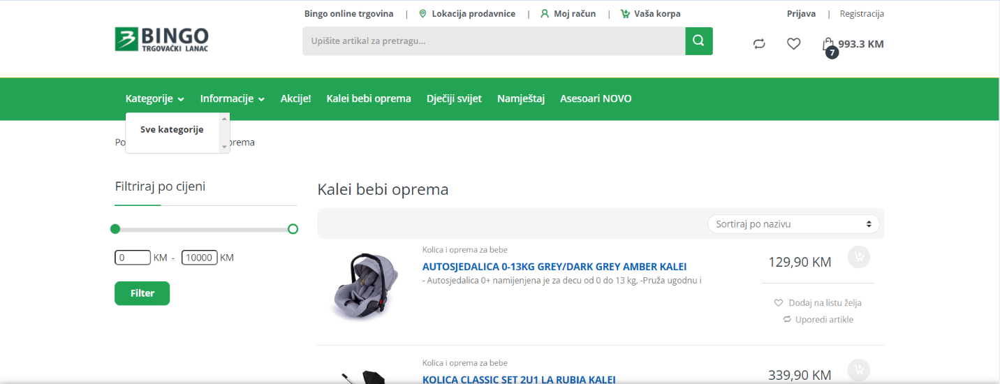 Bingo online trgovina | Lokacija prodavnice | Moj račun | Vaša korpa
Prijava | Registracija
BINGO
TRGOVAČKI LANAC
Upišite artikal za pretragu...
7
993.3 KM
Kategorije Informacije Akcije! Kalei bebi oprema Dječiji svijet Namještaj Asesoari NOVO
Sve kategorije
Filtriraj po cijeni
0 KM - 10000 KM
Filter
Kalei bebi oprema
Sortiraj po nazivu
Kolica i oprema za bebe
AUTOSJEDALICA 0-13KG GREY/DARK GREY AMBER KALEI
- Autosjedalica 0+ namijenjena je za decu od 0 do 13 kg, -Pruža ugodnu i
129,90 KM
Dodaj na listu želja
Uporedi artikle
Kolica i oprema za bebe
KOLICA CLASSIC SET 2U1 LA RUBIA KALEI
339,90 KM